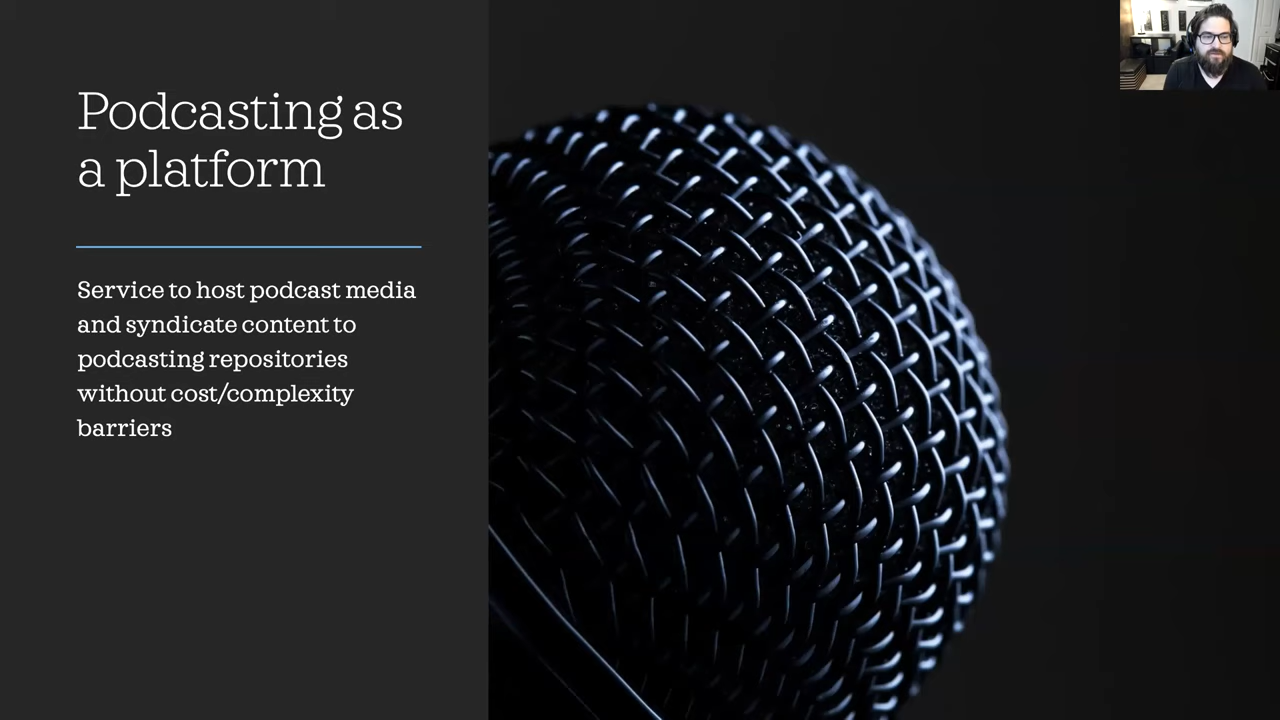 Podcasting as
a platform
Service to host podcast media
and syndicate content to
podcasting repositories
without cost/complexity
barriers